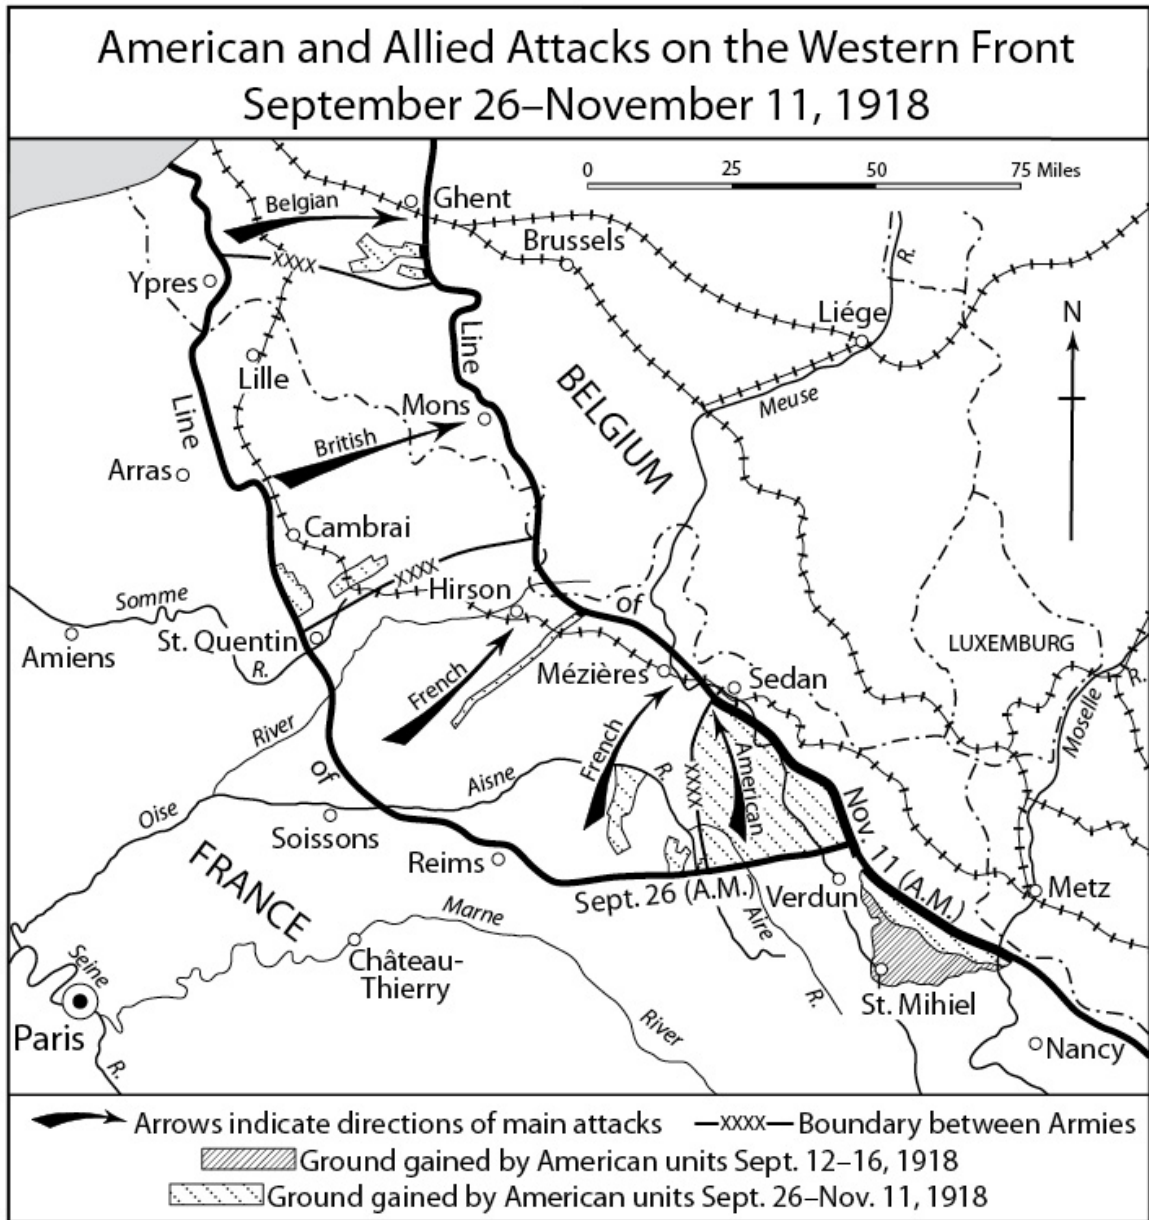 American and Allied Attacks on the Western Front
September 26–November 11, 1918
0 25 50 75 Miles
Belgian
Ghent
Brussels
R.
XXXX
Ypres
Liége
N
Line
Lille
Line
BELGIUM
Meuse
Mons
British
Arras
Cambrai
XXXX
Hirson
of
Somme
St. Quentin
R.
Amiens
LUXEMBURG
R.
Mézières
Sedan
French
Moselle
River
French
American
XXXX
of
Aisne
R.
Oise
Soissons
Nov. 11 (A.M.)
Reims
FRANCE
Sept. 26 (A.M.)
Verdun
Metz
Marne
Aire
Seine
Château-
Thierry
R.
St. Mihiel
Paris
River
Nancy
R.
Arrows indicate directions of main attacks
XXXX Boundary between Armies
Ground gained by American units Sept. 12–16, 1918
Ground gained by American units Sept. 26–Nov. 11, 1918